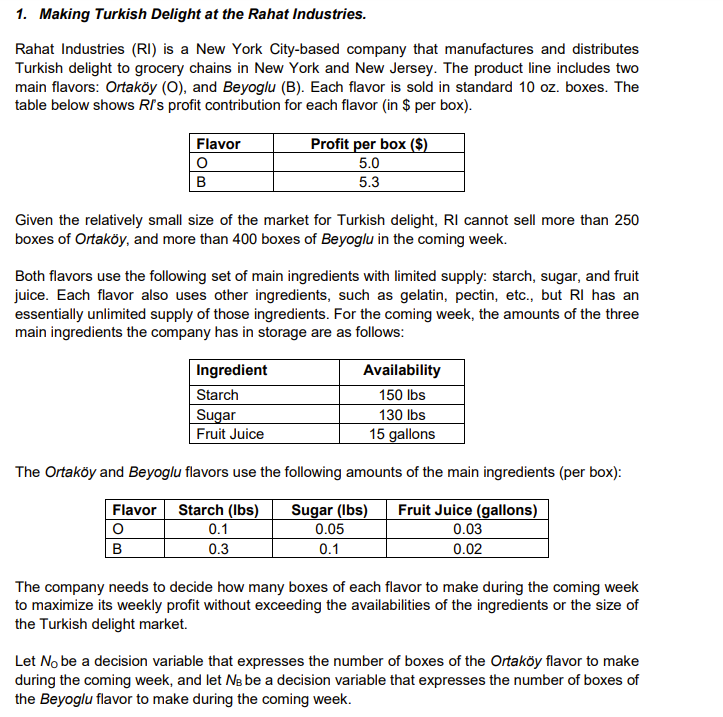 1. Making Turkish Delight at the Rahat Industries.
Rahat Industries (RI) is a New York City-based company that manufactures and distributes
Turkish delight to grocery chains in New York and New Jersey. The product line includes two
main flavors: Ortaköy (O), and Beyoglu (B). Each flavor is sold in standard 10 oz. boxes. The
table below shows RI's profit contribution for each flavor (in $ per box).
Flavor Profit per box ($)
O 5.0
B 5.3
Given the relatively small size of the market for Turkish delight, RI cannot sell more than 250
boxes of Ortaköy, and more than 400 boxes of Beyoglu in the coming week.
Both flavors use the following set of main ingredients with limited supply: starch, sugar, and fruit
juice. Each flavor also uses other ingredients, such as gelatin, pectin, etc., but RI has an
essentially unlimited supply of those ingredients. For the coming week, the amounts of the three
main ingredients the company has in storage are as follows:
Ingredient Availability
Starch 150 lbs
Sugar 130 lbs
Fruit Juice 15 gallons
The Ortaköy and Beyoglu flavors use the following amounts of the main ingredients (per box):
Flavor Starch (lbs) Sugar (lbs) Fruit Juice (gallons)
O 0.1 0.05 0.03
B 0.3 0.1 0.02
The company needs to decide how many boxes of each flavor to make during the coming week
to maximize its weekly profit without exceeding the availabilities of the ingredients or the size of
the Turkish delight market.
Let NO be a decision variable that expresses the number of boxes of the Ortaköy flavor to make
during the coming week, and let NB be a decision variable that expresses the number of boxes of
the Beyoglu flavor to make during the coming week.